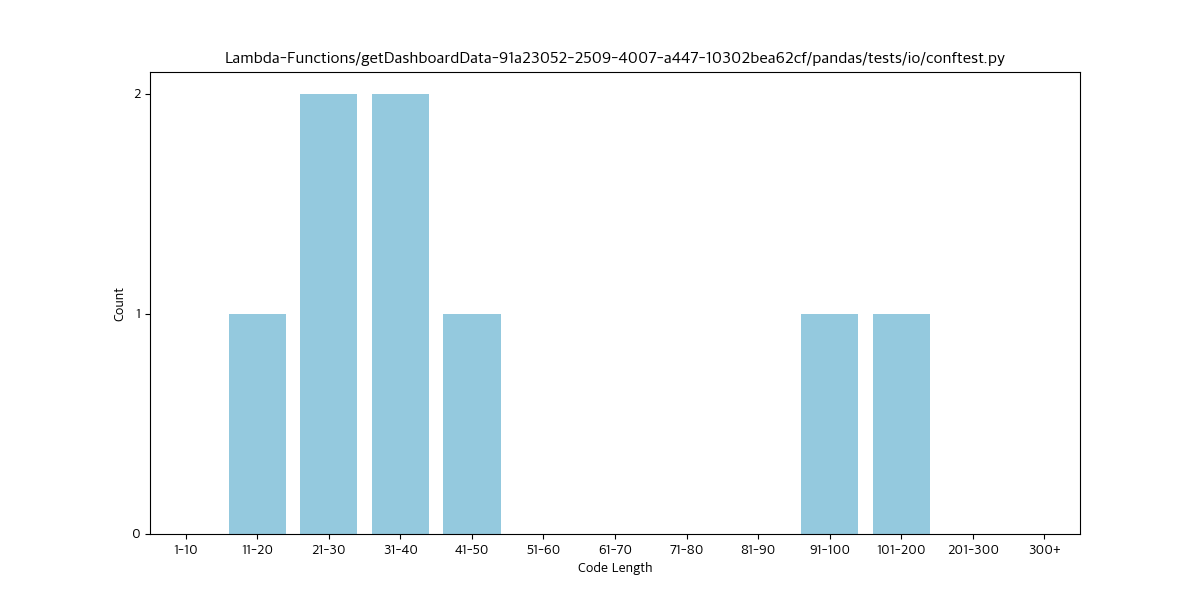 Lambda-Functions/getDashboardData-91a23052-2509-4007-a447-10302bea62cf/pandas/tests/io/conftest.py
2
1
0
Count
1-10 11-20 21-30 31-40 41-50 51-60 61-70 71-80 81-90 91-100 101-200 201-300 300+
Code Length